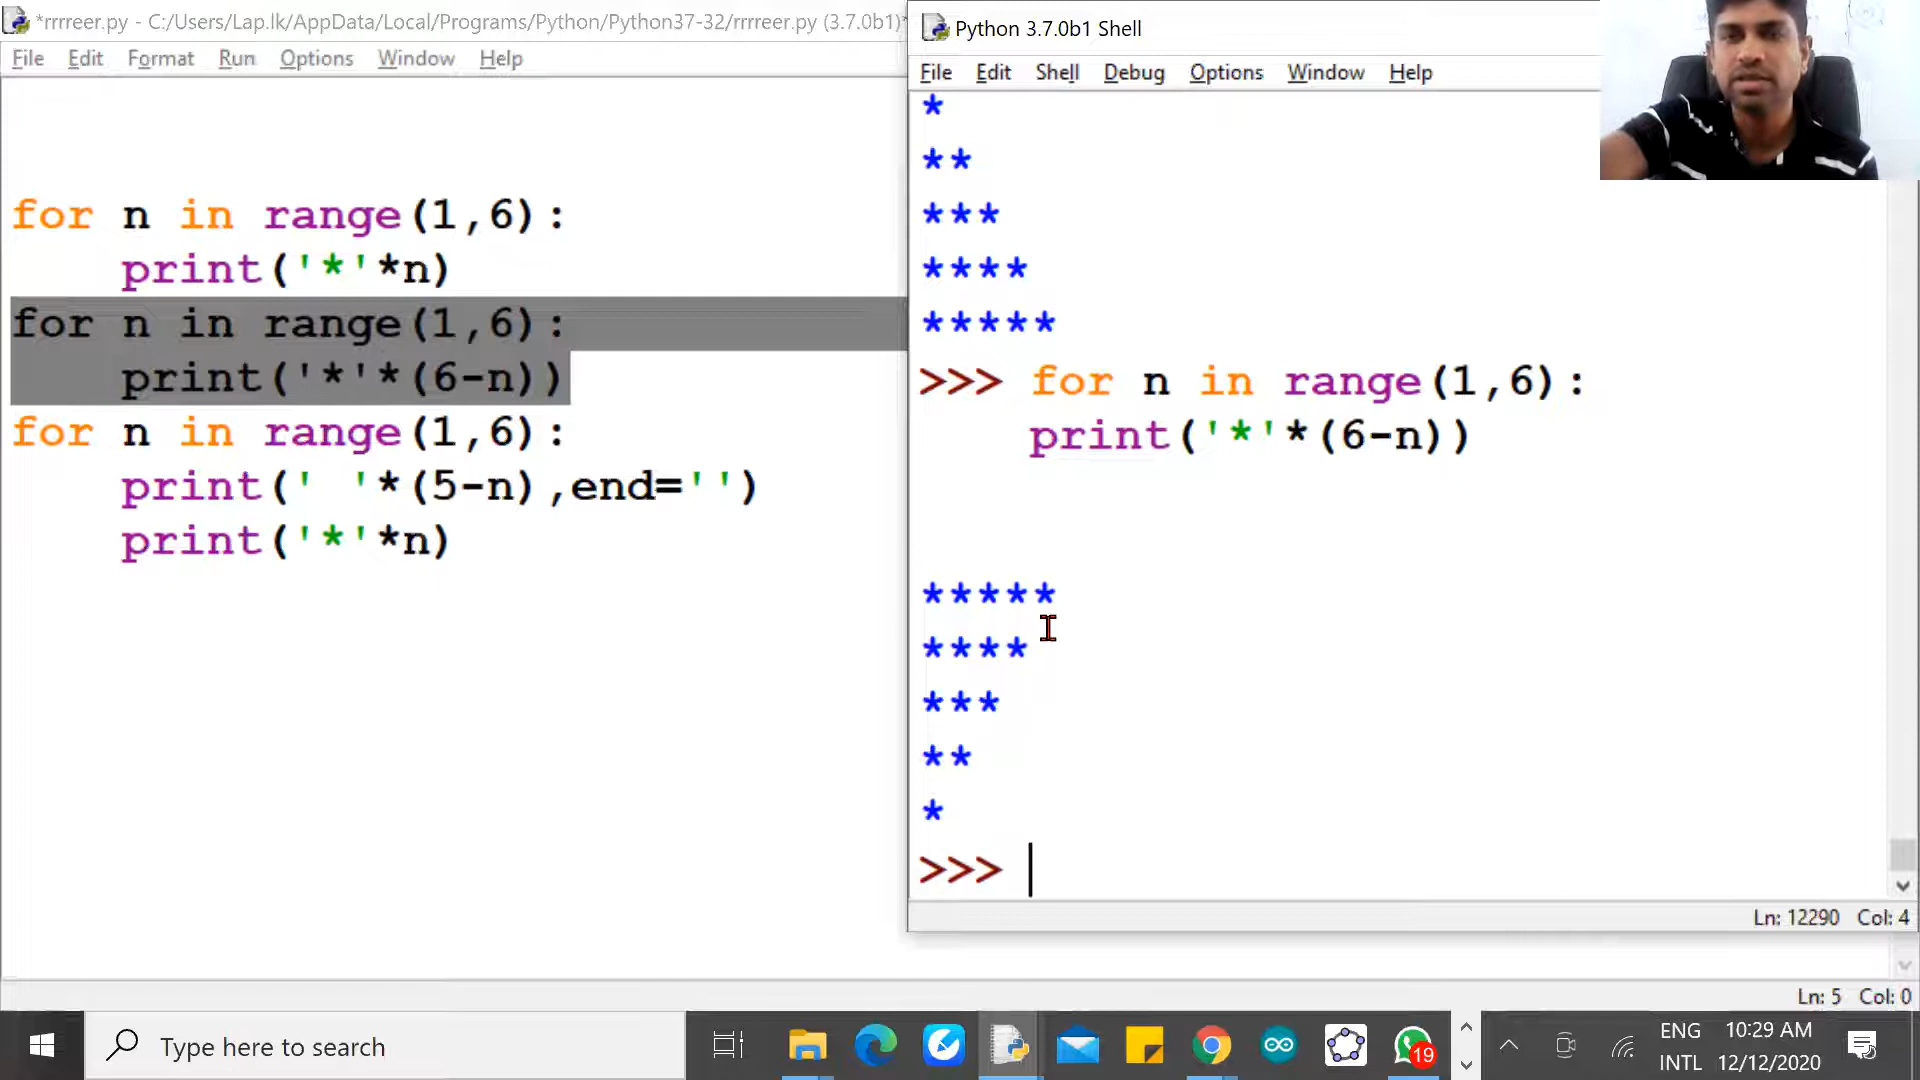 *rrrreer.py - C:/Users/Lap.lk/AppData/Local/Programs/Python/Python37-32/rrrreer.py (3.7.0b1)*
File Edit Format Run Options Window Help
for n in range(1,6):
    print('*'*n)
for n in range(1,6):
    print('*'*(6-n))
for n in range(1,6):
    print(' '*(5-n),end='')
    print('*'*n)
Python 3.7.0b1 Shell
File Edit Shell Debug Options Window Help
*
**
***
****
*****
>>> for n in range(1,6):
    print('*'*(6-n))
*****
****
***
**
*
>>>
Ln: 12290 Col: 4
Ln: 5 Col: 0
Type here to search
19
ENG
INTL
10:29 AM
12/12/2020